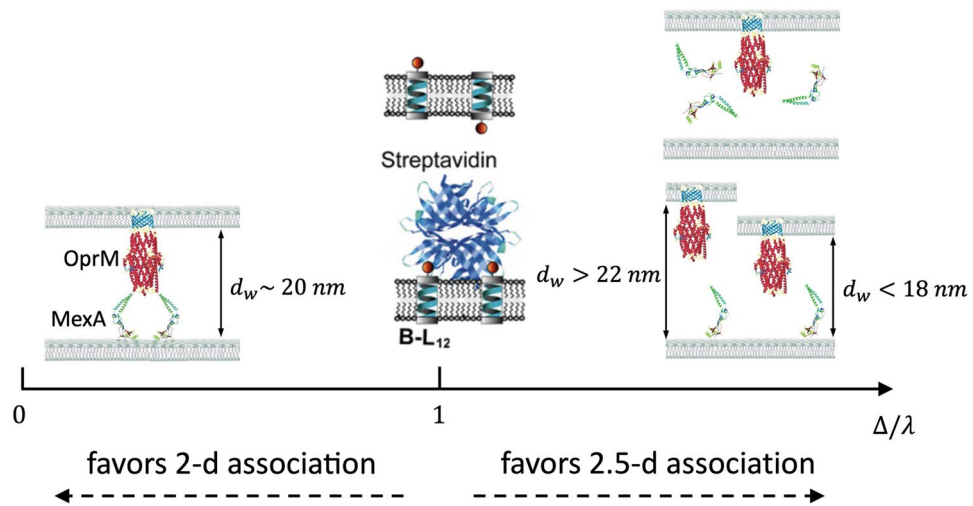 Streptavidin
OprM
MexA
d_w~ 20 nm
B-L₁₂
d_w > 22 nm
d_w < 18 nm
0
1
Δ/λ
favors 2-d association
favors 2.5-d association